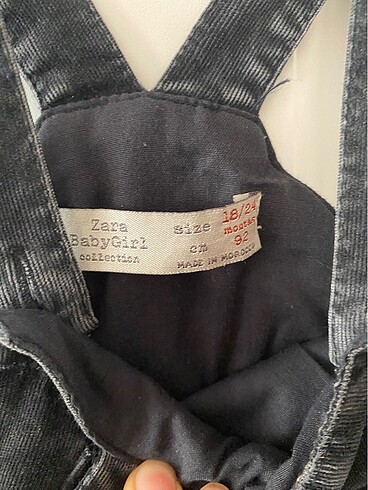 Zara
BabyGirl
collection
size
cm
18/24
months
92
MADE IN MOROCCO